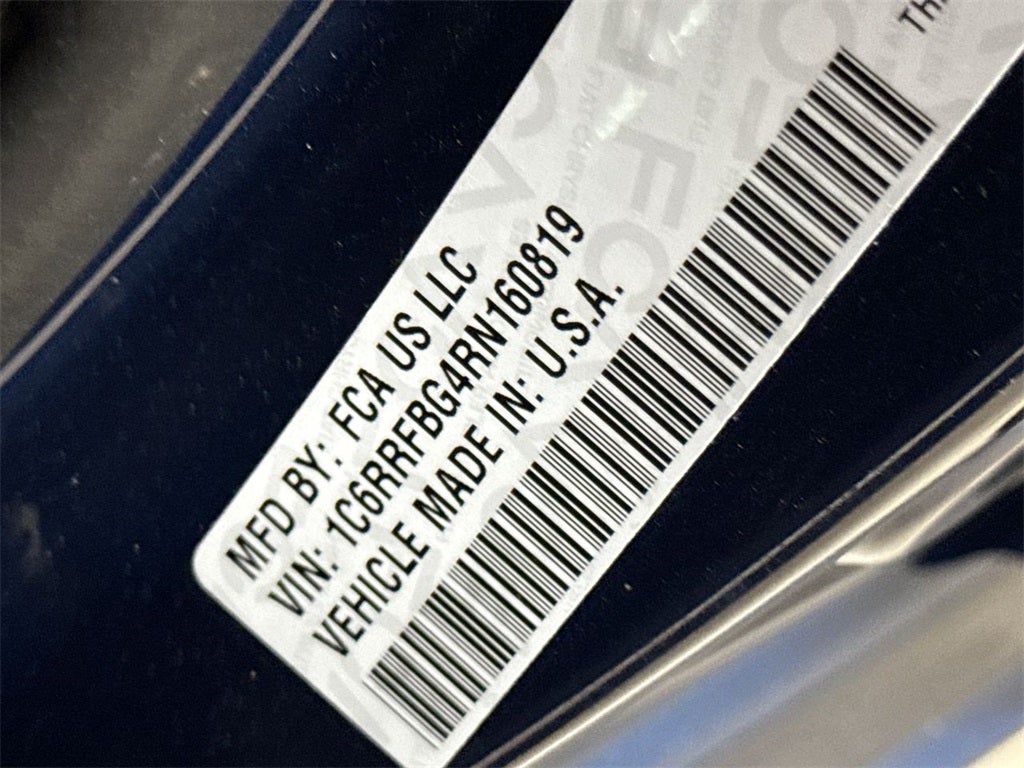 MFD BY: FCA US LLC
VIN: 1C6RRFBG4RN160819
VEHICLE MADE IN: U.S.A.